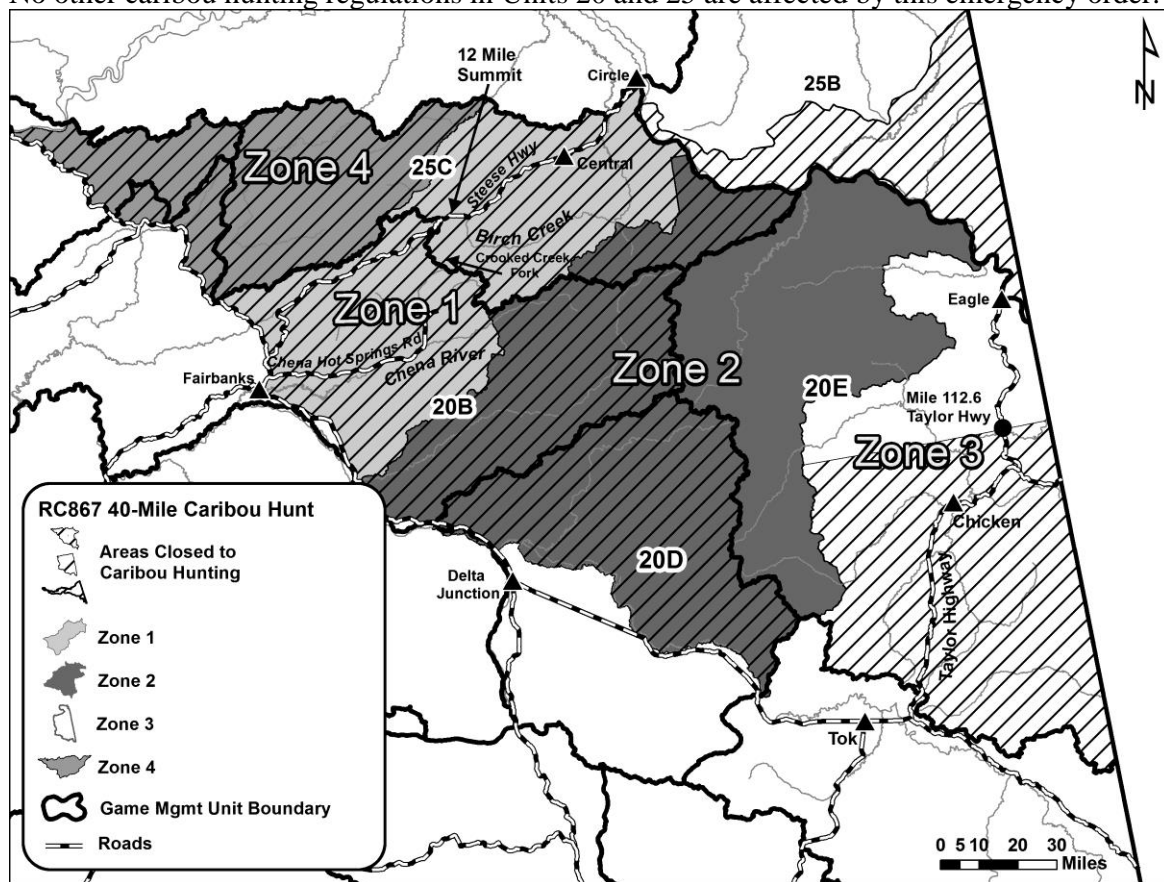 No other caribou hunting regulations in Units 20 and 25 are affected by this emergency order.
12 Mile
Summit
Circle
25B
N
Zone 4
25C
Steese Hwy
Central
Birch Creek
Crooked Creek
Fork
Zone 1
Eagle
Chena Hot Springs Rd
Chena River
Fairbanks
Zone 2
20B
20E
Mile 112.6
Taylor Hwy
Zone 3
Chicken
RC867 40-Mile Caribou Hunt
Areas Closed to
Caribou Hunting
Zone 1
Zone 2
Zone 3
Zone 4
Game Mgmt Unit Boundary
Roads
Delta
Junction
20D
Taylor Highway
Tok
0 5 10 20 30
Miles